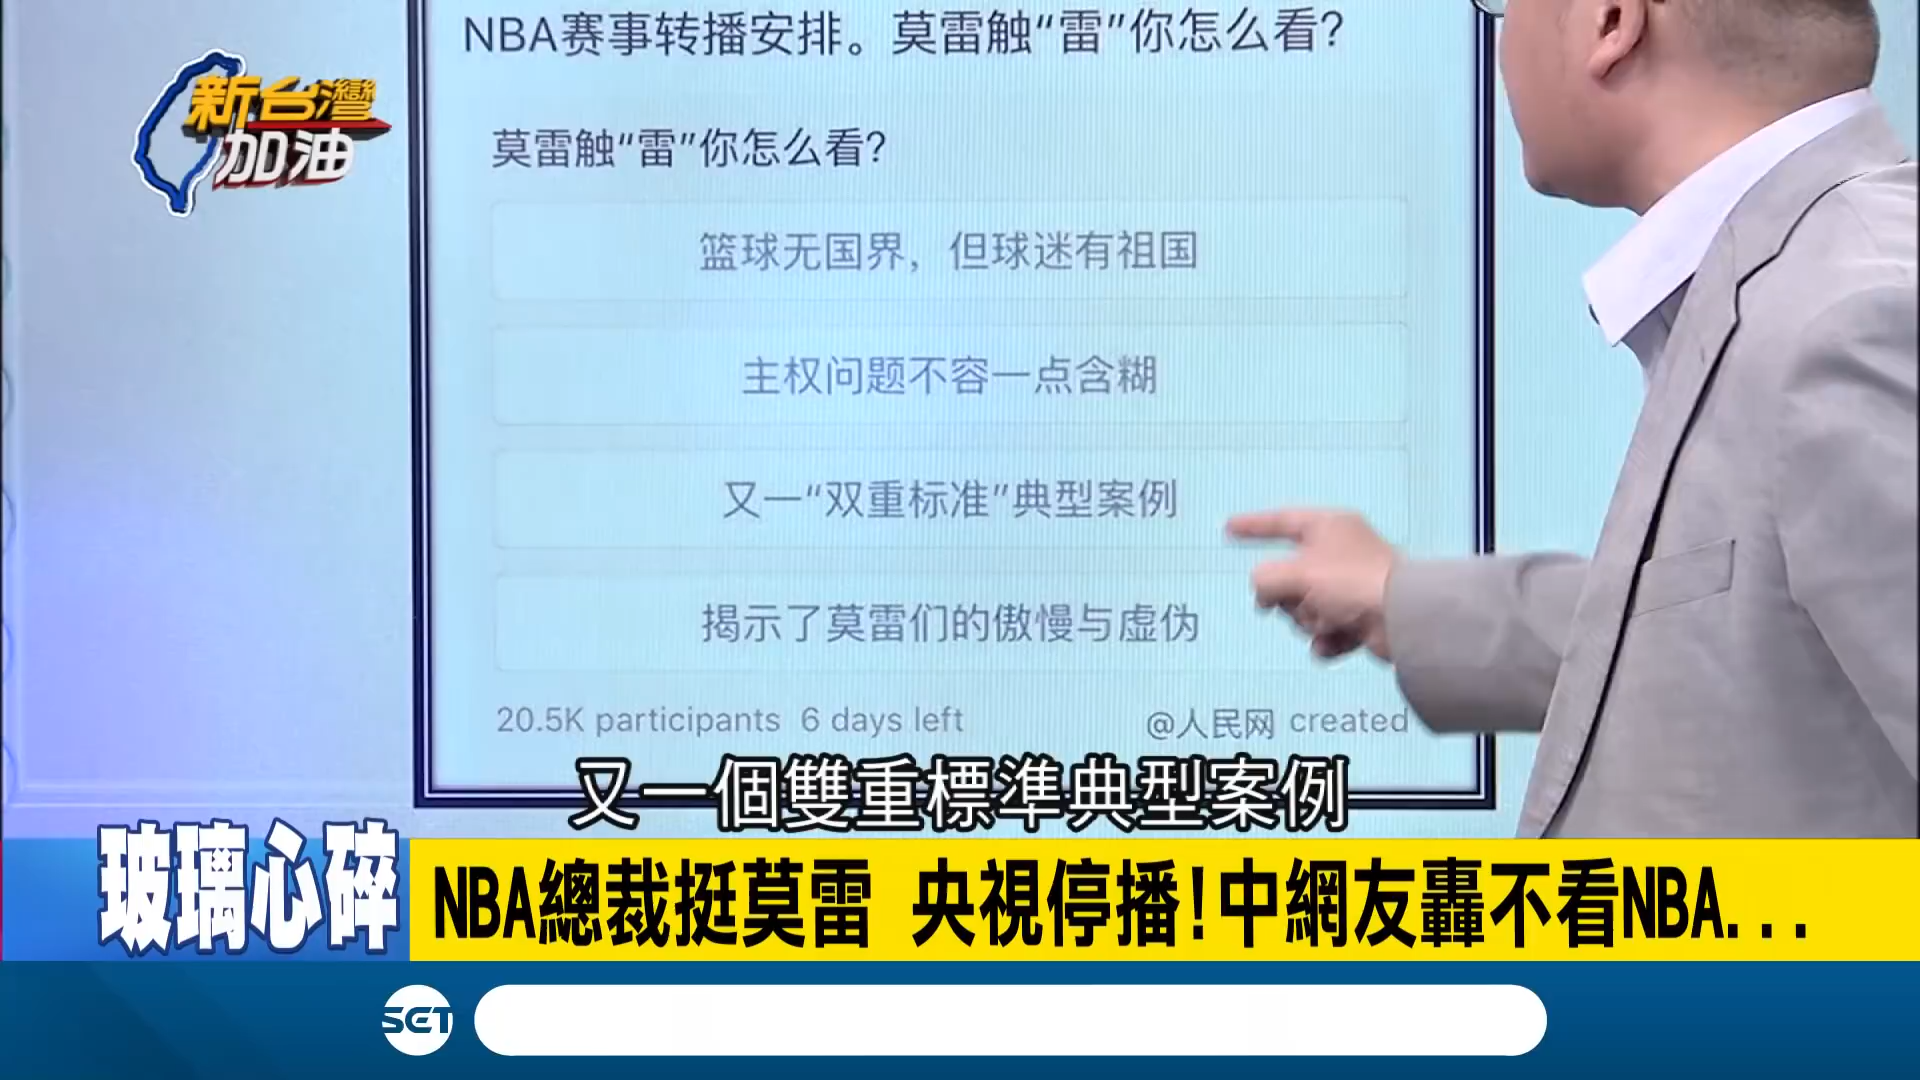 NBA赛事转播安排。莫雷触“雷”你怎么看？
新台灣
加油
莫雷触“雷”你怎么看？
篮球无国界，但球迷有祖国
主权问题不容一点含糊
又一“双重标准”典型案例
揭示了莫雷们的傲慢与虚伪
20.5K participants 6 days left
@人民网 created
又一個雙重標準典型案例
玻璃心碎
NBA總裁挺莫雷 央視停播！中網友轟不看NBA...
SET